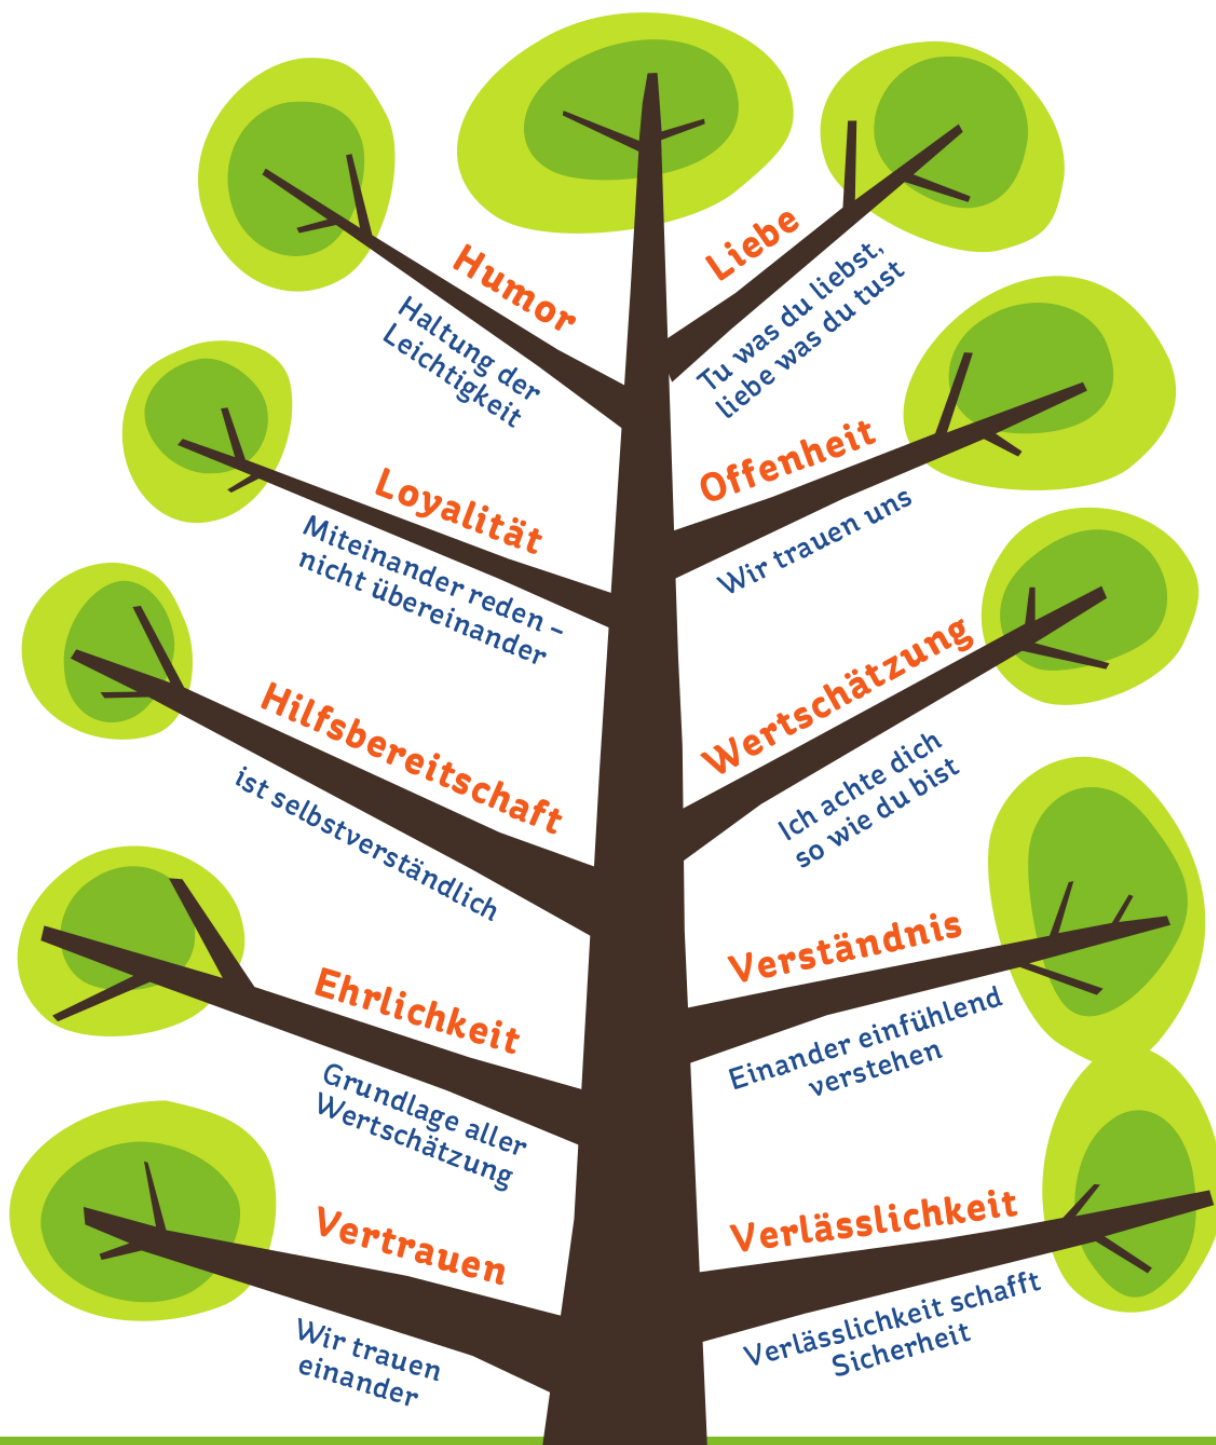 Humor
Haltung der
Leichtigkeit
Liebe
Tu was du liebst,
liebe was du tust
Loyalität
Miteinander reden –
nicht übereinander
Offenheit
Wir trauen uns
Hilfsbereitschaft
ist selbstverständlich
Wertschätzung
Ich achte dich
so wie du bist
Ehrlichkeit
Grundlage aller
Wertschätzung
Verständnis
Einander einfühlend
verstehen
Vertrauen
Wir trauen
einander
Verlässlichkeit
Verlässlichkeit schafft
Sicherheit